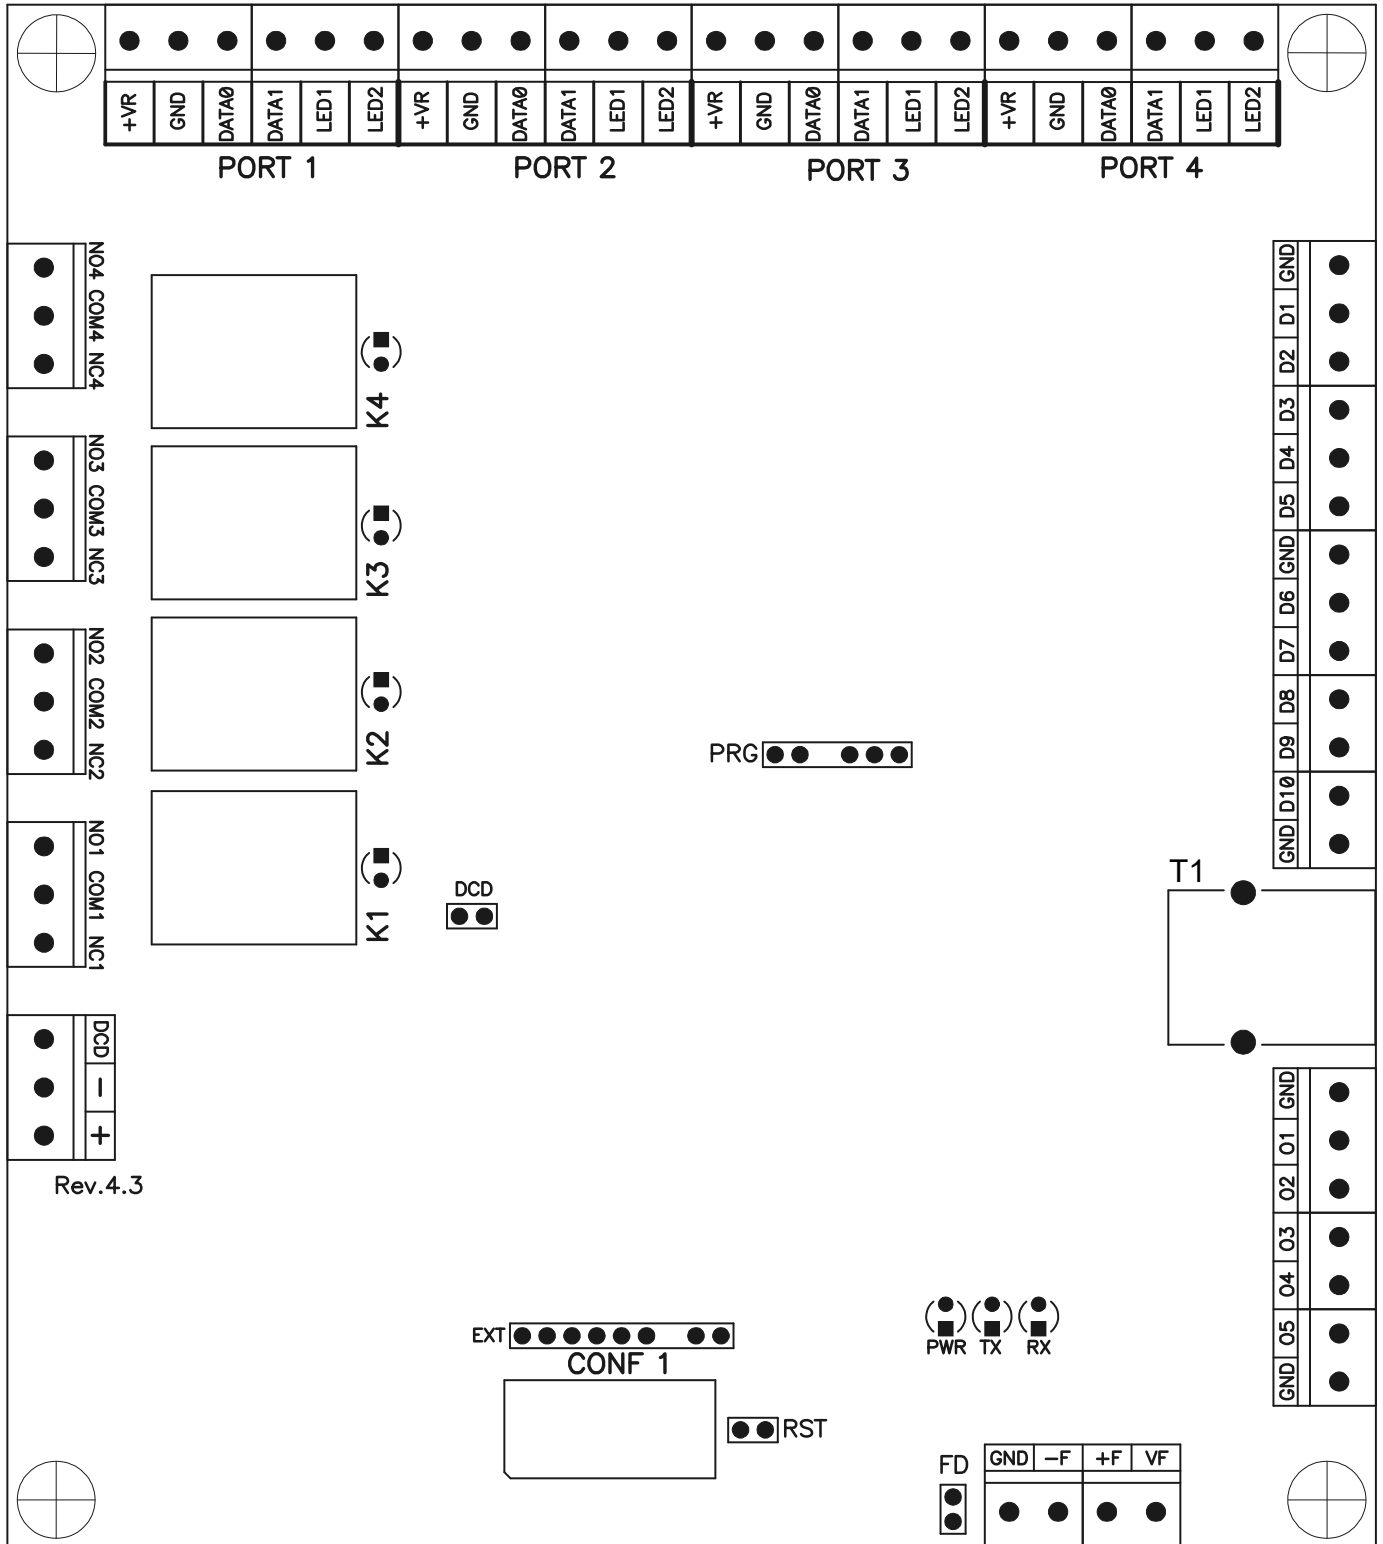 +VR GND DATA0 DATA1 LED1 LED2 +VR GND DATA0 DATA1 LED1 LED2 +VR GND DATA0 DATA1 LED1 LED2 +VR GND DATA0 DATA1 LED1 LED2
PORT 1 PORT 2 PORT 3 PORT 4
NO4 COM4 NC4
K4
NO3 COM3 NC3
K3
NO2 COM2 NC2
K2
NO1 COM1 NC1
K1
DCD
DCD
−
+
Rev.4.3
PRG
GND
D1
D2
D3
D4
D5
GND
D6
D7
D8
D9
D10
GND
T1
GND
O1
O2
O3
O4
O5
GND
EXT
CONF 1
RST
PWR TX RX
FD
GND -F +F VF